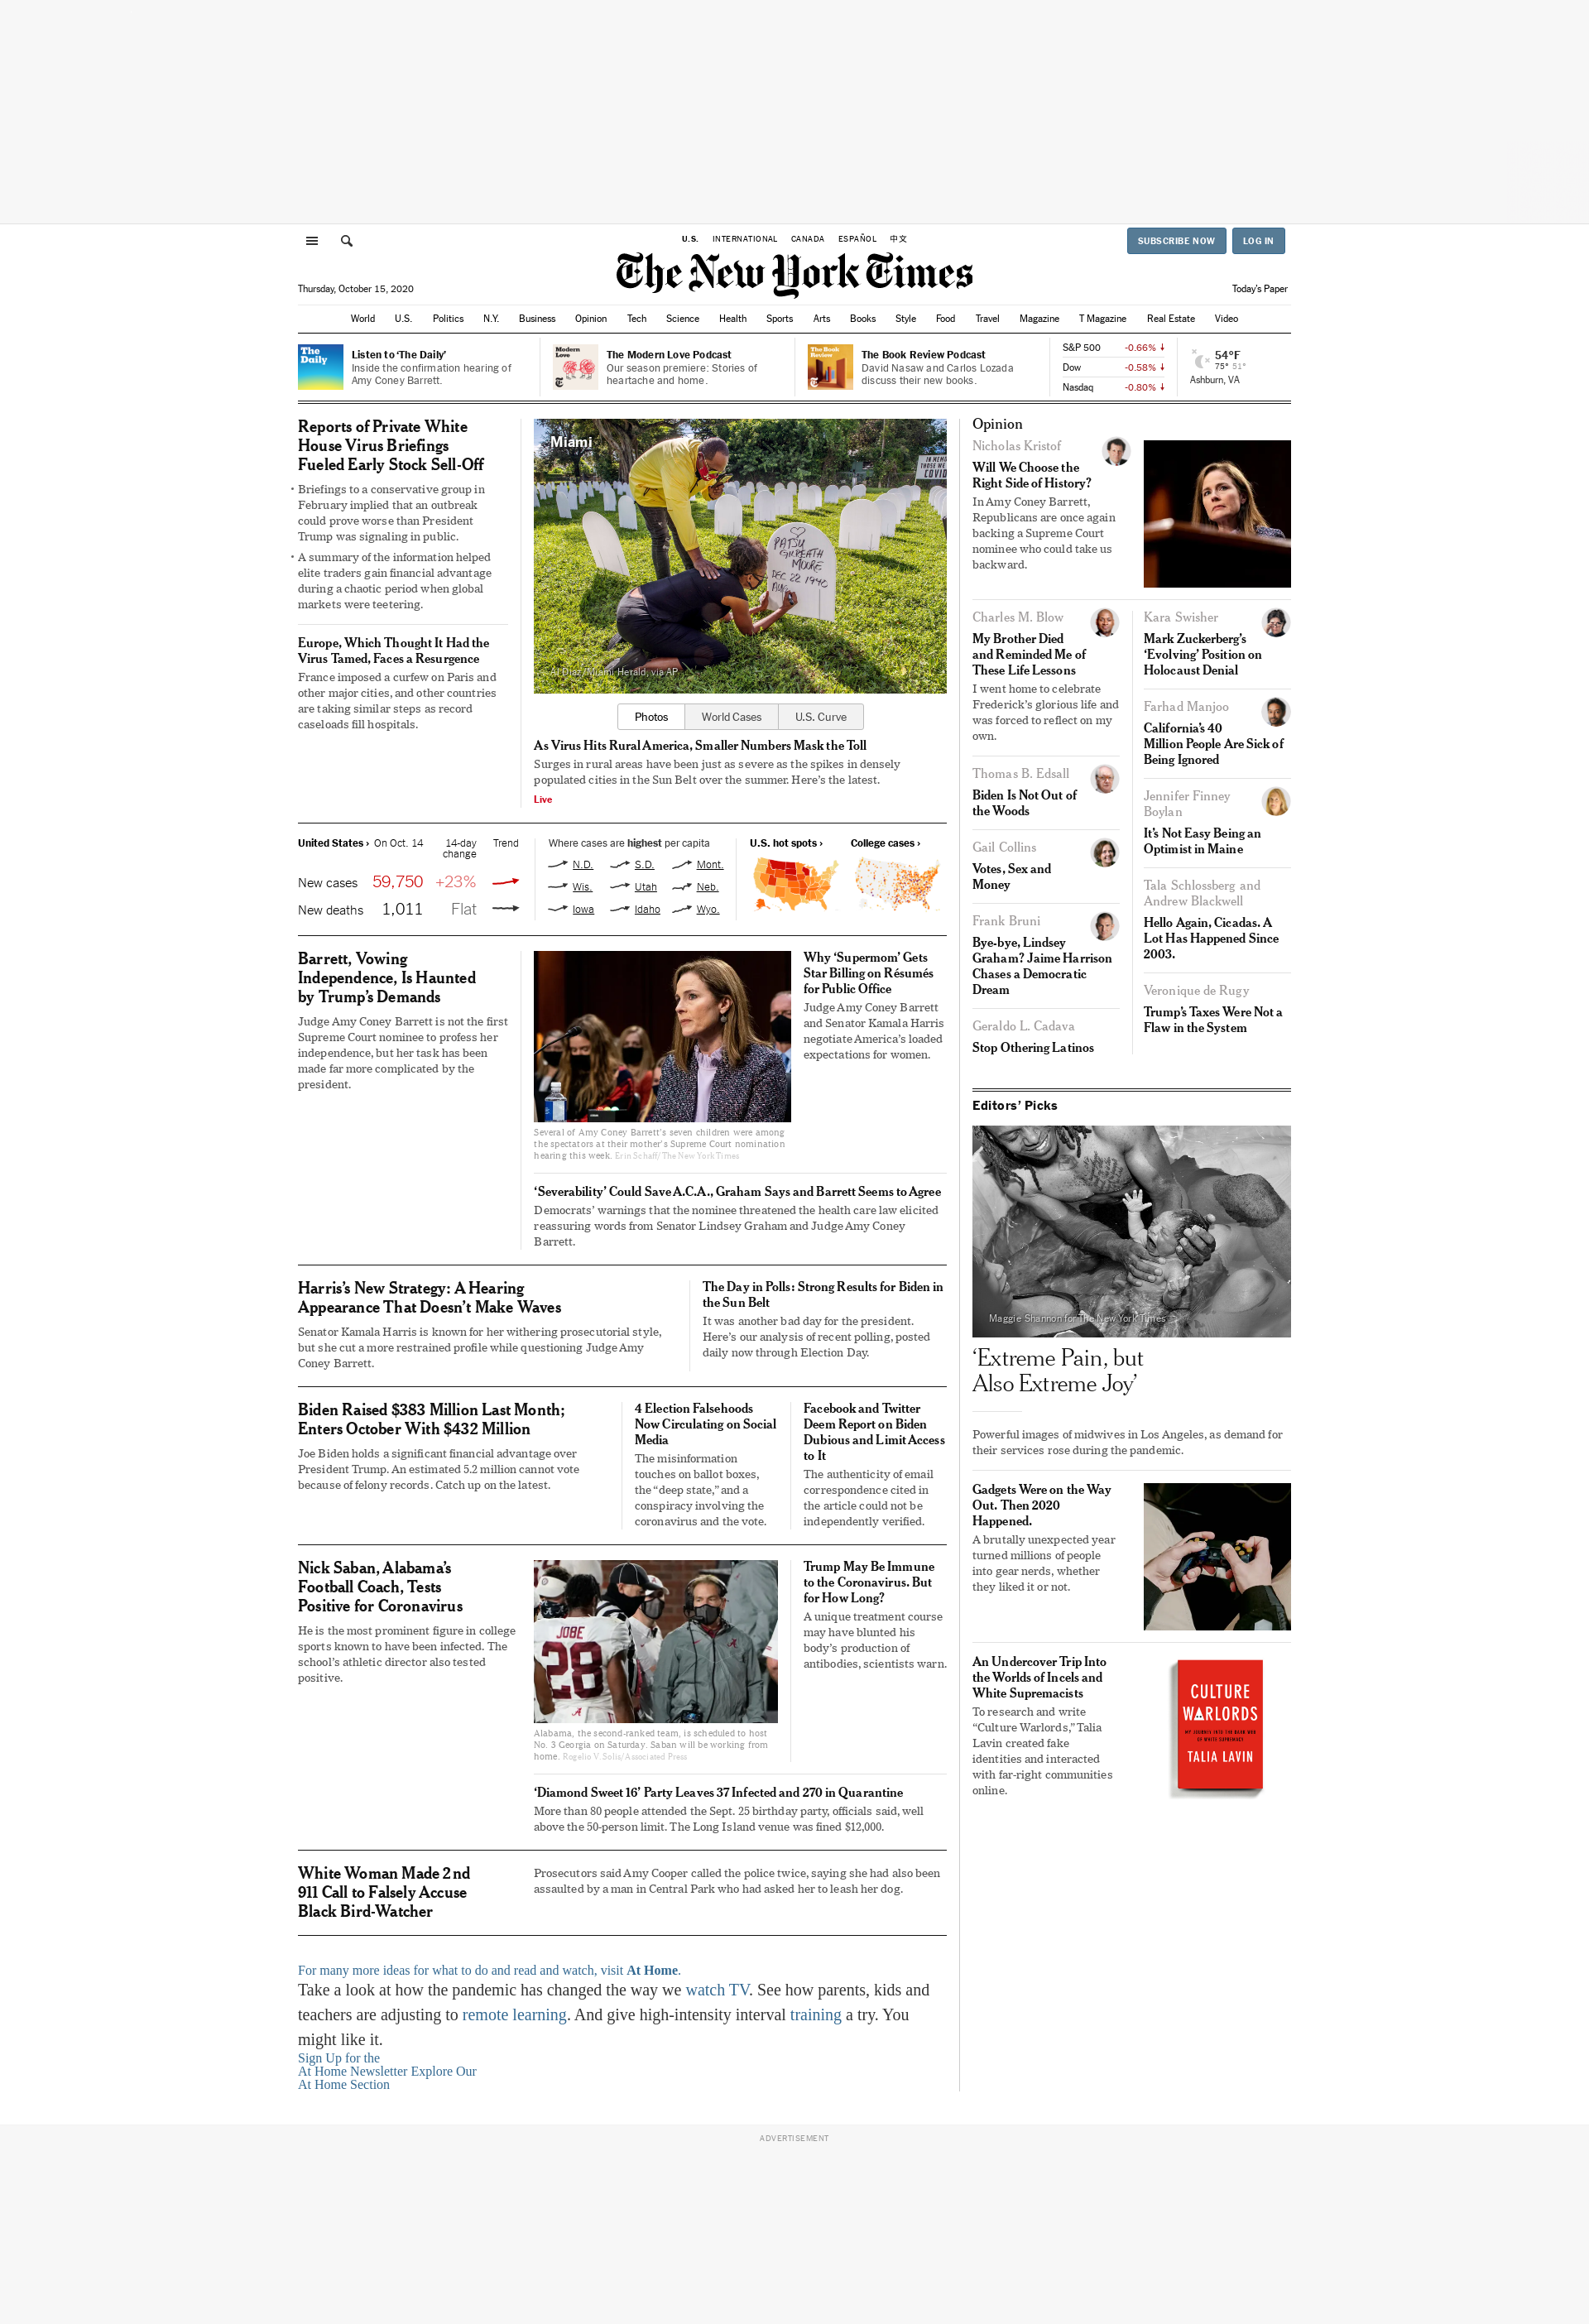 U.S. INTERNATIONAL CANADA ESPAÑOL 中文
SUBSCRIBE NOW LOG IN
The New York Times
Thursday, October 15, 2020
Today's Paper
World U.S. Politics N.Y. Business Opinion Tech Science Health Sports Arts Books Style Food Travel Magazine T Magazine Real Estate Video
The Daily
Listen to ‘The Daily’
Inside the confirmation hearing of
Amy Coney Barrett.
Modern Love
The Modern Love Podcast
Our season premiere: Stories of
heartache and home.
The Book Review
The Book Review Podcast
David Nasaw and Carlos Lozada
discuss their new books.
S&P 500 -0.66%
Dow -0.58%
Nasdaq -0.80%
54°F
75° 51°
Ashburn, VA
Reports of Private White
House Virus Briefings
Fueled Early Stock Sell-Off
• Briefings to a conservative group in
February implied that an outbreak
could prove worse than President
Trump was signaling in public.
• A summary of the information helped
elite traders gain financial advantage
during a chaotic period when global
markets were teetering.
Europe, Which Thought It Had the
Virus Tamed, Faces a Resurgence
France imposed a curfew on Paris and
other major cities, and other countries
are taking similar steps as record
caseloads fill hospitals.
Miami
IN MEMO
THOSE WE
COVID
PATSU
GILREATH
MOORE
DEC 22 1940
Al Diaz/Miami Herald, via AP
Photos World Cases U.S. Curve
As Virus Hits Rural America, Smaller Numbers Mask the Toll
Surges in rural areas have been just as severe as the spikes in densely
populated cities in the Sun Belt over the summer. Here’s the latest.
Live
United States › On Oct. 14 14-day change Trend
New cases 59,750 +23%
New deaths 1,011 Flat
Where cases are highest per capita
N.D. S.D. Mont.
Wis. Utah Neb.
Iowa Idaho Wyo.
U.S. hot spots › College cases ›
Barrett, Vowing
Independence, Is Haunted
by Trump’s Demands
Judge Amy Coney Barrett is not the first
Supreme Court nominee to profess her
independence, but her task has been
made far more complicated by the
president.
Several of Amy Coney Barrett’s seven children were among
the spectators at their mother’s Supreme Court nomination
hearing this week. Erin Schaff/The New York Times
Why ‘Supermom’ Gets
Star Billing on Résumés
for Public Office
Judge Amy Coney Barrett
and Senator Kamala Harris
negotiate America’s loaded
expectations for women.
‘Severability’ Could Save A.C.A., Graham Says and Barrett Seems to Agree
Democrats’ warnings that the nominee threatened the health care law elicited
reassuring words from Senator Lindsey Graham and Judge Amy Coney
Barrett.
Harris’s New Strategy: A Hearing
Appearance That Doesn’t Make Waves
Senator Kamala Harris is known for her withering prosecutorial style,
but she cut a more restrained profile while questioning Judge Amy
Coney Barrett.
The Day in Polls: Strong Results for Biden in
the Sun Belt
It was another bad day for the president.
Here’s our analysis of recent polling, posted
daily now through Election Day.
Biden Raised $383 Million Last Month;
Enters October With $432 Million
Joe Biden holds a significant financial advantage over
President Trump. An estimated 5.2 million cannot vote
because of felony records. Catch up on the latest.
4 Election Falsehoods
Now Circulating on Social
Media
The misinformation
touches on ballot boxes,
the “deep state,” and a
conspiracy involving the
coronavirus and the vote.
Facebook and Twitter
Deem Report on Biden
Dubious and Limit Access
to It
The authenticity of email
correspondence cited in
the article could not be
independently verified.
Nick Saban, Alabama’s
Football Coach, Tests
Positive for Coronavirus
He is the most prominent figure in college
sports known to have been infected. The
school’s athletic director also tested
positive.
JOBE
28
Alabama, the second-ranked team, is scheduled to host
No. 3 Georgia on Saturday. Saban will be working from
home. Rogelio V. Solis/Associated Press
Trump May Be Immune
to the Coronavirus. But
for How Long?
A unique treatment course
may have blunted his
body’s production of
antibodies, scientists warn.
‘Diamond Sweet 16’ Party Leaves 37 Infected and 270 in Quarantine
More than 80 people attended the Sept. 25 birthday party, officials said, well
above the 50-person limit. The Long Island venue was fined $12,000.
White Woman Made 2nd
911 Call to Falsely Accuse
Black Bird-Watcher
Prosecutors said Amy Cooper called the police twice, saying she had also been
assaulted by a man in Central Park who had asked her to leash her dog.
For many more ideas for what to do and read and watch, visit At Home.
Take a look at how the pandemic has changed the way we watch TV. See how parents, kids and
teachers are adjusting to remote learning. And give high-intensity interval training a try. You
might like it.
Sign Up for the
At Home Newsletter Explore Our
At Home Section
Opinion
Nicholas Kristof
Will We Choose the
Right Side of History?
In Amy Coney Barrett,
Republicans are once again
backing a Supreme Court
nominee who could take us
backward.
Charles M. Blow
My Brother Died
and Reminded Me of
These Life Lessons
I went home to celebrate
Frederick’s glorious life and
was forced to reflect on my
own.
Thomas B. Edsall
Biden Is Not Out of
the Woods
Gail Collins
Votes, Sex and
Money
Frank Bruni
Bye-bye, Lindsey
Graham? Jaime Harrison
Chases a Democratic
Dream
Geraldo L. Cadava
Stop Othering Latinos
Kara Swisher
Mark Zuckerberg’s
‘Evolving’ Position on
Holocaust Denial
Farhad Manjoo
California’s 40
Million People Are Sick of
Being Ignored
Jennifer Finney
Boylan
It’s Not Easy Being an
Optimist in Maine
Tala Schlossberg and
Andrew Blackwell
Hello Again, Cicadas. A
Lot Has Happened Since
2003.
Veronique de Rugy
Trump’s Taxes Were Not a
Flaw in the System
Editors’ Picks
Maggie Shannon for The New York Times
‘Extreme Pain, but
Also Extreme Joy’
Powerful images of midwives in Los Angeles, as demand for
their services rose during the pandemic.
Gadgets Were on the Way
Out. Then 2020
Happened.
A brutally unexpected year
turned millions of people
into gear nerds, whether
they liked it or not.
An Undercover Trip Into
the Worlds of Incels and
White Supremacists
To research and write
“Culture Warlords,” Talia
Lavin created fake
identities and interacted
with far-right communities
online.
CULTURE
WARLORDS
MY JOURNEY INTO THE DARK WEB
OF WHITE SUPREMACY
TALIA LAVIN
ADVERTISEMENT